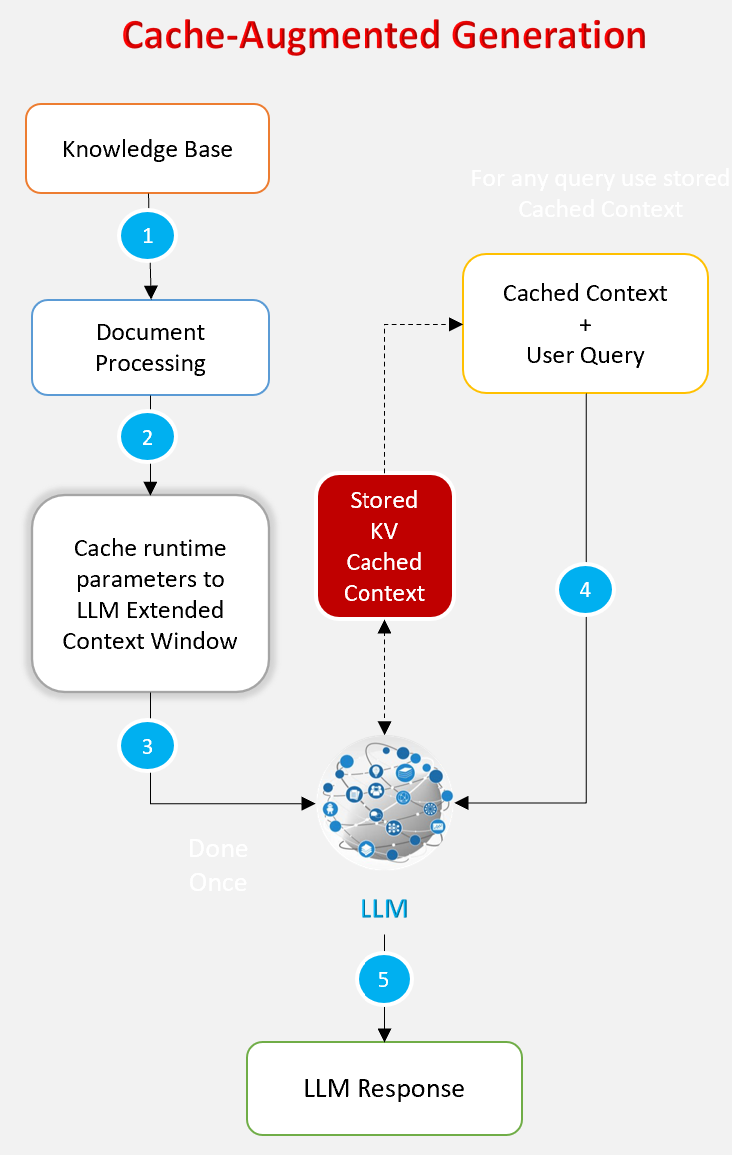 Cache-Augmented Generation
Knowledge Base
1
For any query use stored
Cached Context
Document
Processing
Cached Context
+
User Query
2
Cache runtime
parameters to
LLM Extended
Context Window
Stored
KV
Cached
Context
4
3
Done
Once
LLM
5
LLM Response